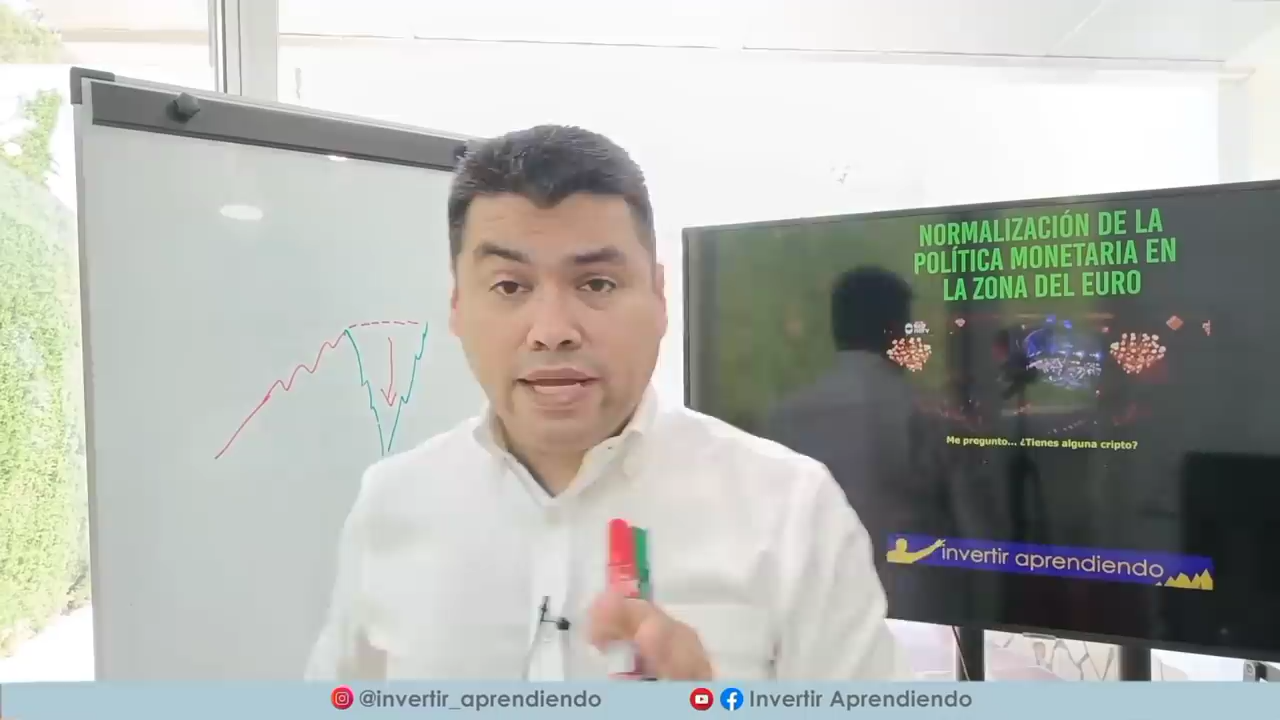 NORMALIZACIÓN DE LA
POLÍTICA MONETARIA EN
LA ZONA DEL EURO
Me pregunto... ¿Tienes alguna cripto?
invertir aprendiendo
@invertir_aprendiendo
Invertir Aprendiendo